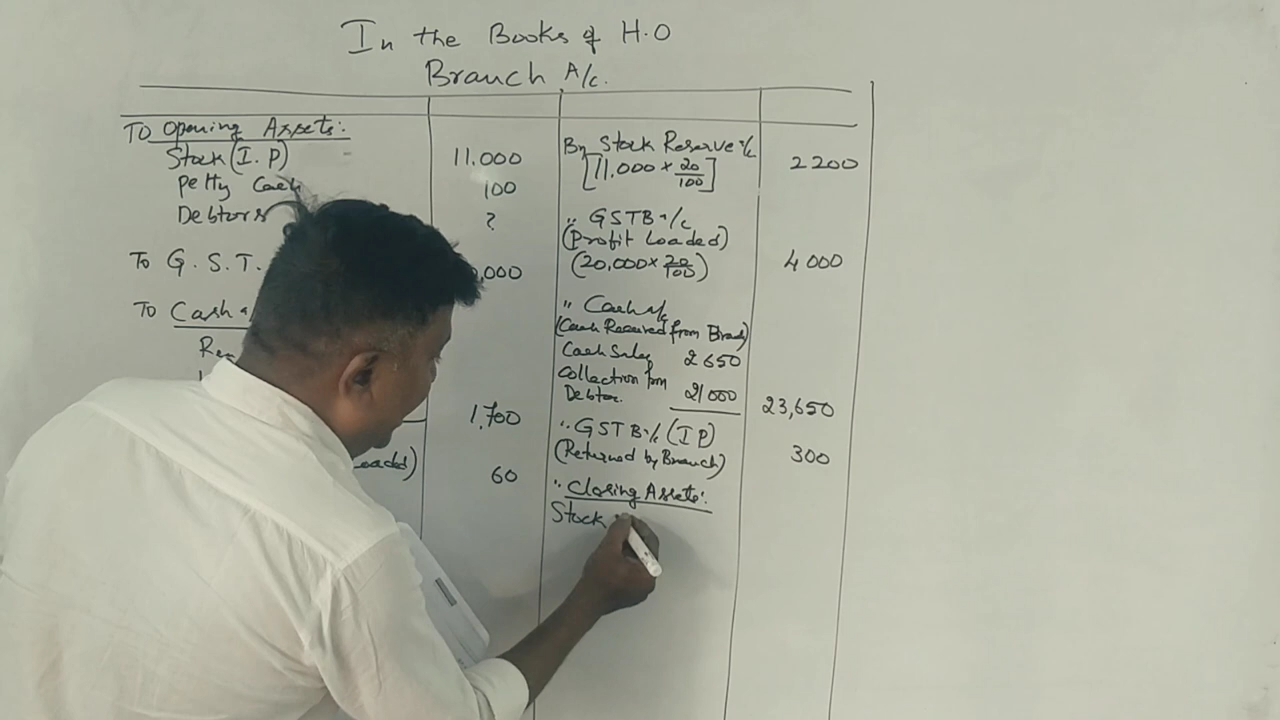 In the Books of H.O
Branch A/c.
To Opening Assets:
Stock (I.P) 11.000
Petty Cash 100
Debtors ?
To G. S. T. ,000
To Cash
1,700
Loaded) 60
By Stock Reserve a/c 2200
[11.000 x 20/100]
" GSTB a/c
(Profit Loaded)
(20,000 x 20/100) 4000
" Cash a/c
(Cash Received from Branch)
Cash Sales 2650
Collection from
Debtor. 21000 23,650
" GSTB a/c (I P)
(Returned by Branch) 300
" Closing Assets:
Stock